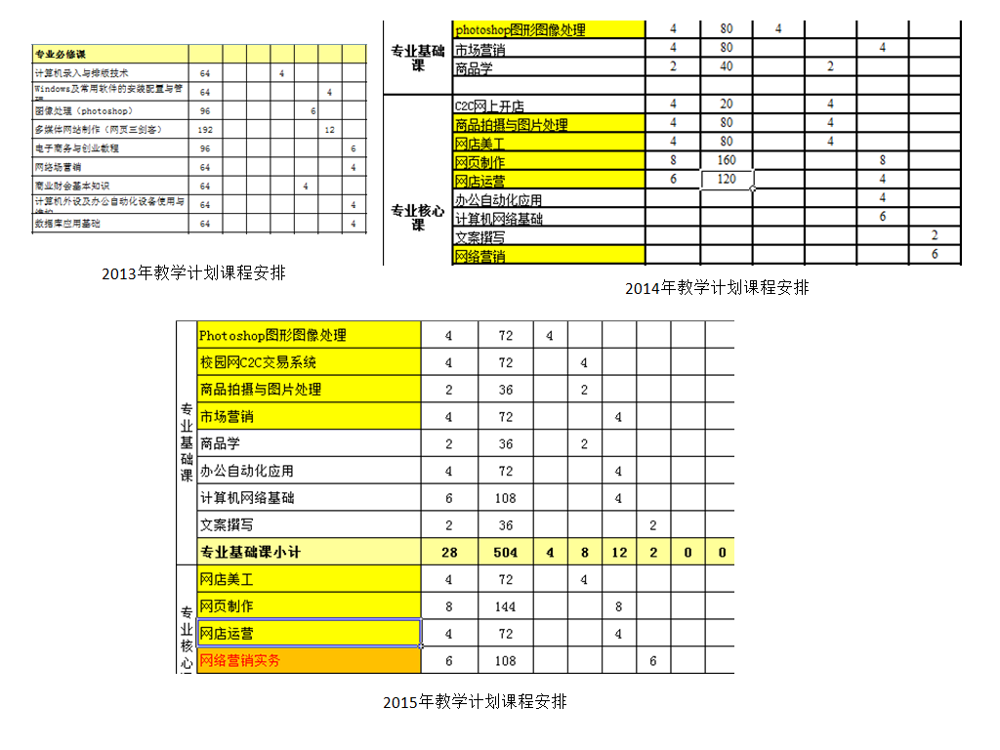 专业必修课
计算机录入与排版技术 64 4
Windows及常用软件的安装配置与管理 64 4
图像处理（photoshop） 96 6
多媒体网站制作（网页三剑客） 192 12
电子商务与创业教程 96 6
网络场营销 64 4
商业财会基本知识 64 4
计算机外设及办公自动化设备使用与维护 64 4
数据库应用基础 64 4
2013年教学计划课程安排
专业基础课
photoshop图形图像处理 4 80 4
市场营销 4 80 4
商品学 2 40 2
专业核心课
C2C网上开店 4 20 4
商品拍摄与图片处理 4 80 4
网店美工 4 80 4
网页制作 8 160 8
网店运营 6 120 4
办公自动化应用 4
计算机网络基础 6
文案撰写 2
网络营销 6
2014年教学计划课程安排
专业基础课
Photoshop图形图像处理 4 72 4
校园网C2C交易系统 4 72 4
商品拍摄与图片处理 2 36 2
市场营销 4 72 4
商品学 2 36 2
办公自动化应用 4 72 4
计算机网络基础 6 108 4
文案撰写 2 36 2
专业基础课小计 28 504 4 8 12 2 0 0
专业核心
网店美工 4 72 4
网页制作 8 144 8
网店运营 4 72 4
网络营销实务 6 108 6
2015年教学计划课程安排